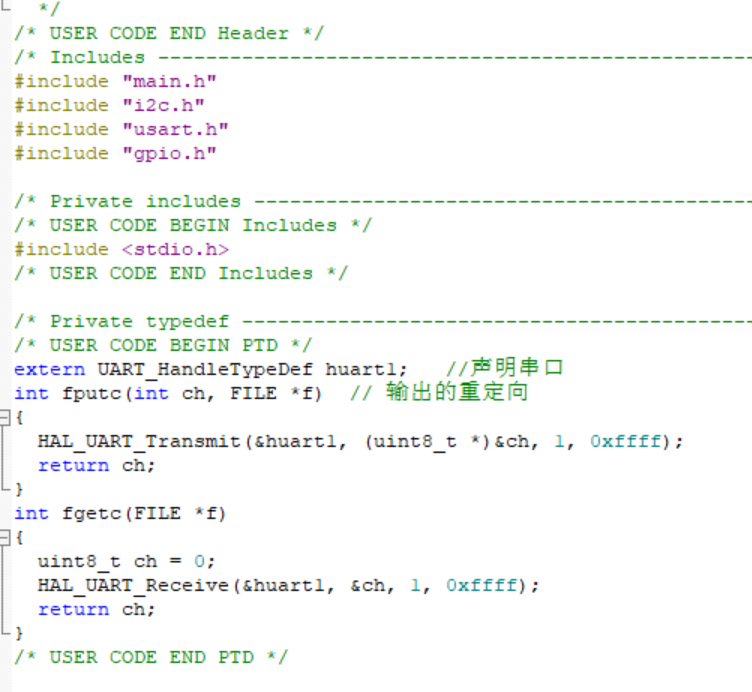 */
/* USER CODE END Header */
/* Includes ------------------------------------------------------------------
#include "main.h"
#include "i2c.h"
#include "usart.h"
#include "gpio.h"
/* Private includes ----------------------------------------------------------
/* USER CODE BEGIN Includes */
#include <stdio.h>
/* USER CODE END Includes */
/* Private typedef -----------------------------------------------------------
/* USER CODE BEGIN PTD */
extern UART_HandleTypeDef huart1;   //声明串口
int fputc(int ch, FILE *f)  // 输出的重定向
{
  HAL_UART_Transmit(&huart1, (uint8_t *)&ch, 1, 0xffff);
  return ch;
}
int fgetc(FILE *f)
{
  uint8_t ch = 0;
  HAL_UART_Receive(&huart1, &ch, 1, 0xffff);
  return ch;
}
/* USER CODE END PTD */